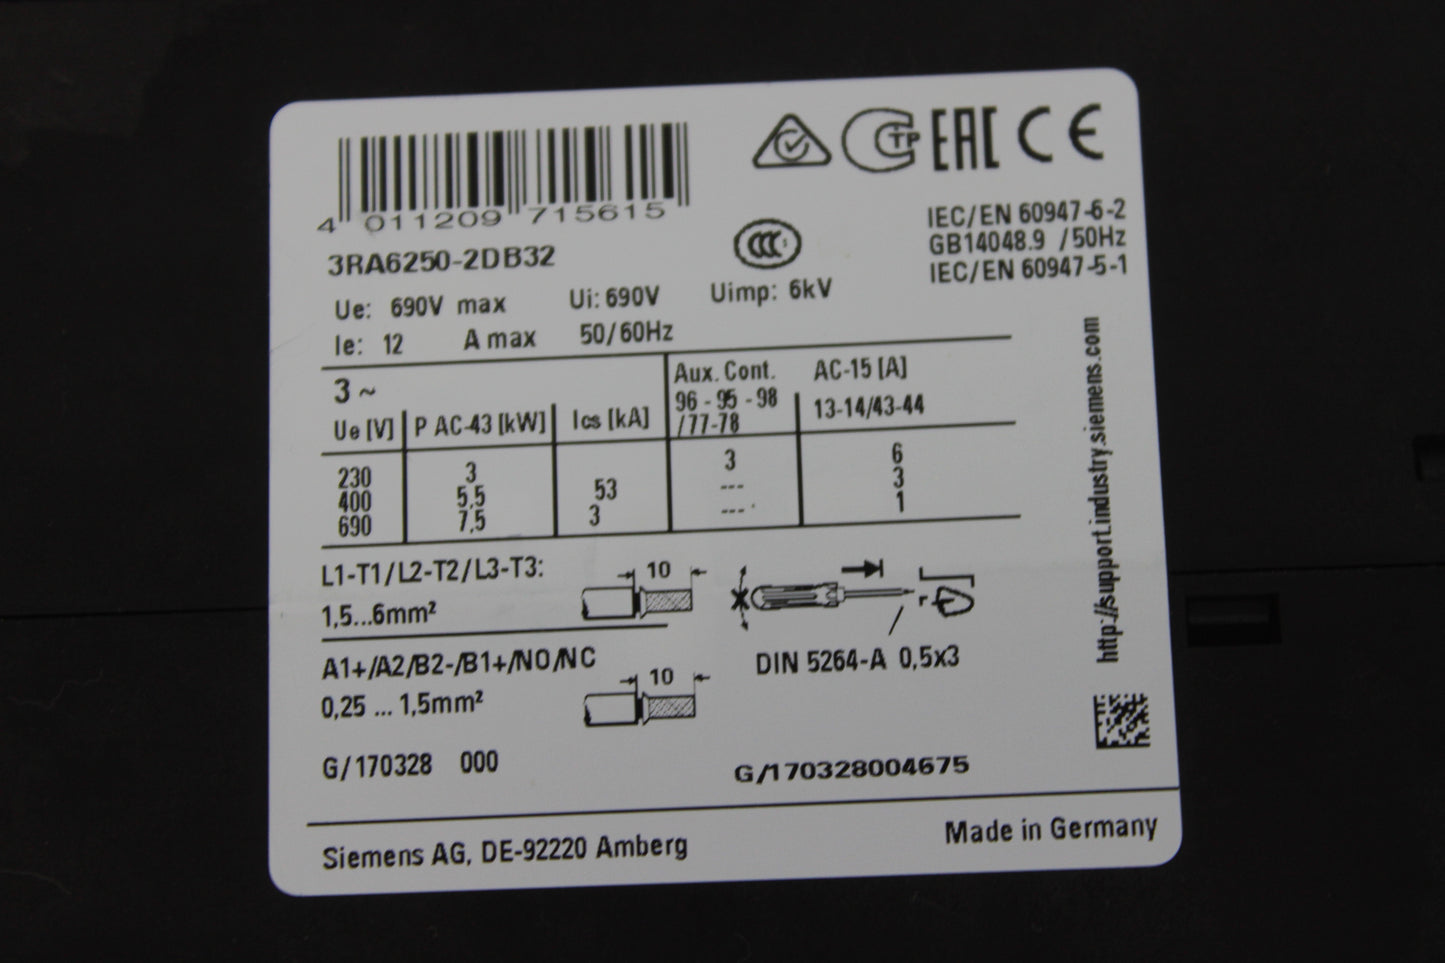 4 011209 715615
TP EAC CE
3RA6250-2DB32
CCC
IEC/EN 60947-6-2
GB14048.9 /50Hz
IEC/EN 60947-5-1
Ue: 690V max Ui: 690V Uimp: 6kV
Ie: 12 A max 50/60Hz
3 ~
Ue [V] P AC-43 [kW] Ics [kA]
Aux. Cont.
96 - 95 - 98
/77-78
AC-15 [A]
13-14/43-44
230 3 3 6
400 5,5 53 --- 3
690 7,5 3 --- 1
L1-T1/L2-T2/L3-T3:
1,5...6mm²
10
A1+/A2/B2-/B1+/NO/NC
0,25 ... 1,5mm²
10
r
DIN 5264-A 0,5x3
http://support.industry.siemens.com
G/170328 000
G/170328004675
Siemens AG, DE-92220 Amberg
Made in Germany